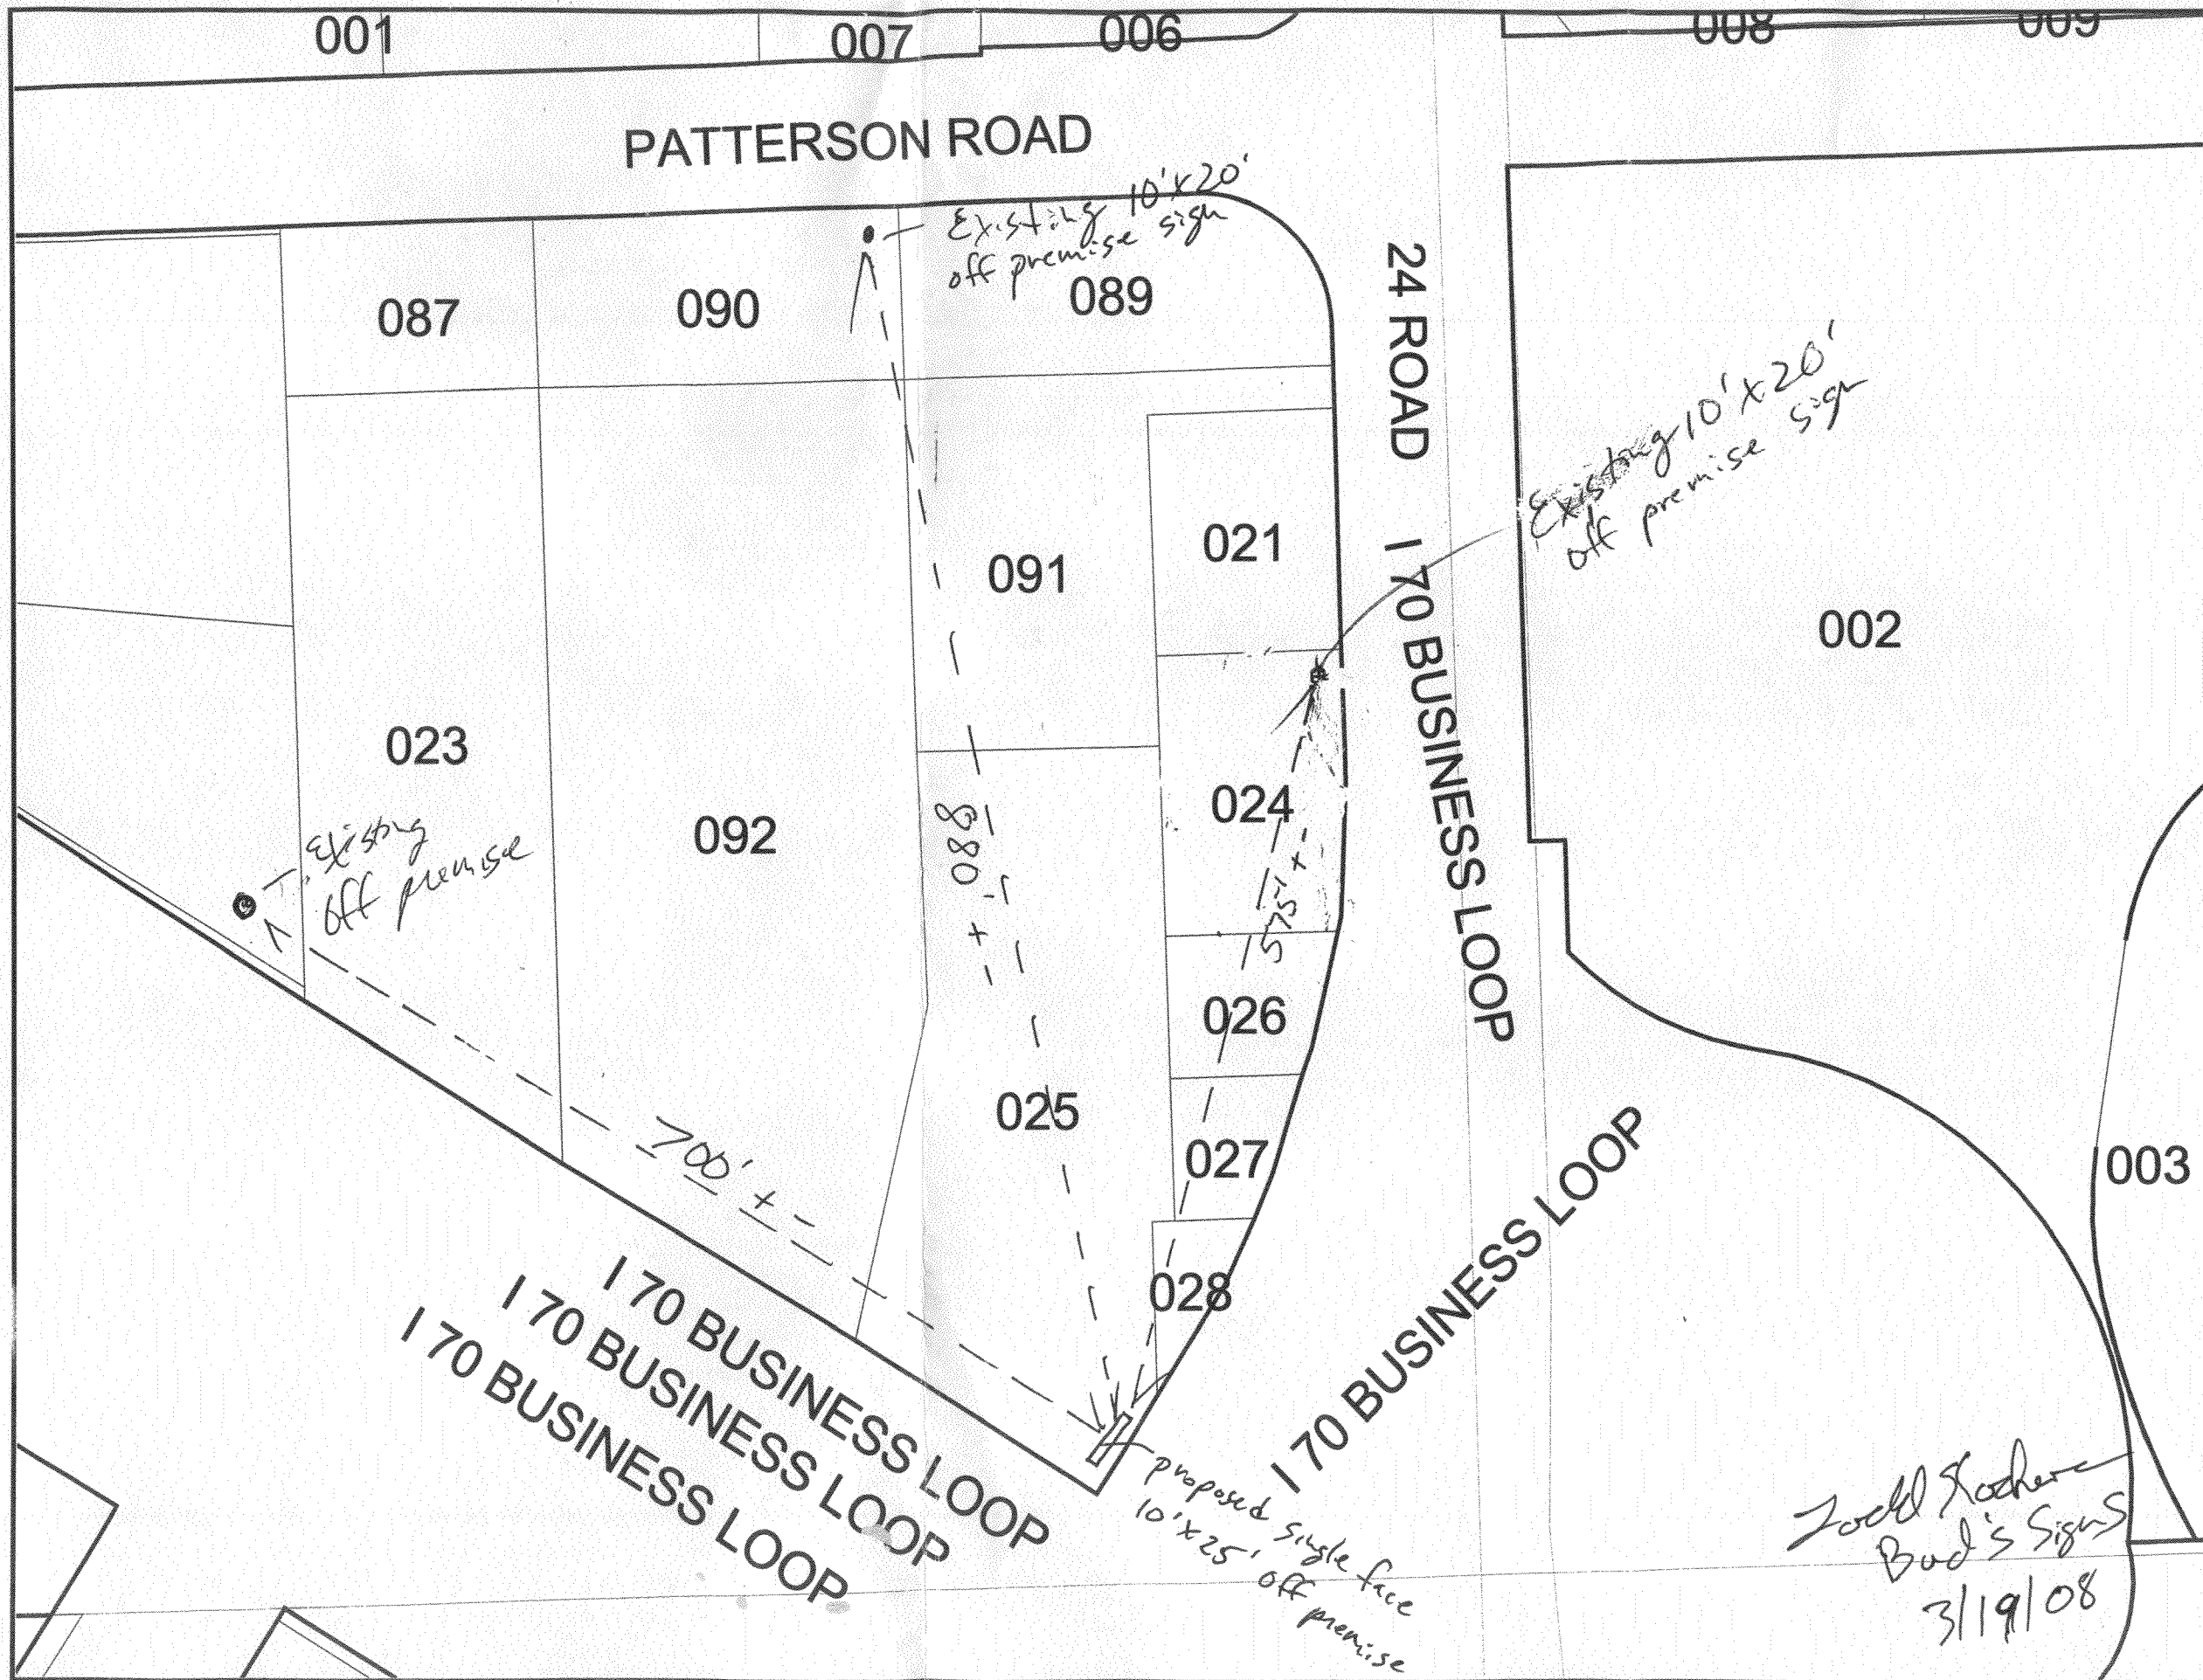 001
007
006
008
009
PATTERSON ROAD
Existing 10'x20'
off premise sign
087
090
089
24 ROAD
I 70 BUSINESS LOOP
Existing 10'x20'
off premise sign
021
091
002
023
092
024
Existing
off premise
880 + -
575' + -
026
025
027
003
700' + -
028
I 70 BUSINESS LOOP
I 70 BUSINESS LOOP
I 70 BUSINESS LOOP
I 70 BUSINESS LOOP
proposed single face
10'x25' off premise
Todd
Bud's Signs
3/19/08